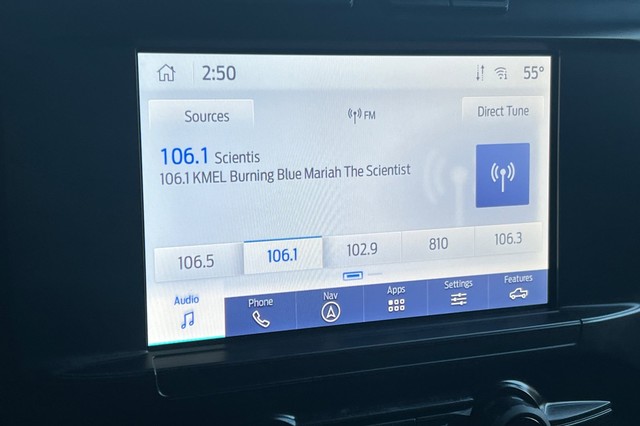 2:50
55°
Sources
FM
Direct Tune
106.1 Scientis
106.1 KMEL Burning Blue Mariah The Scientist
106.5
106.1
102.9
810
106.3
Audio
Phone
Nav
Apps
Settings
Features